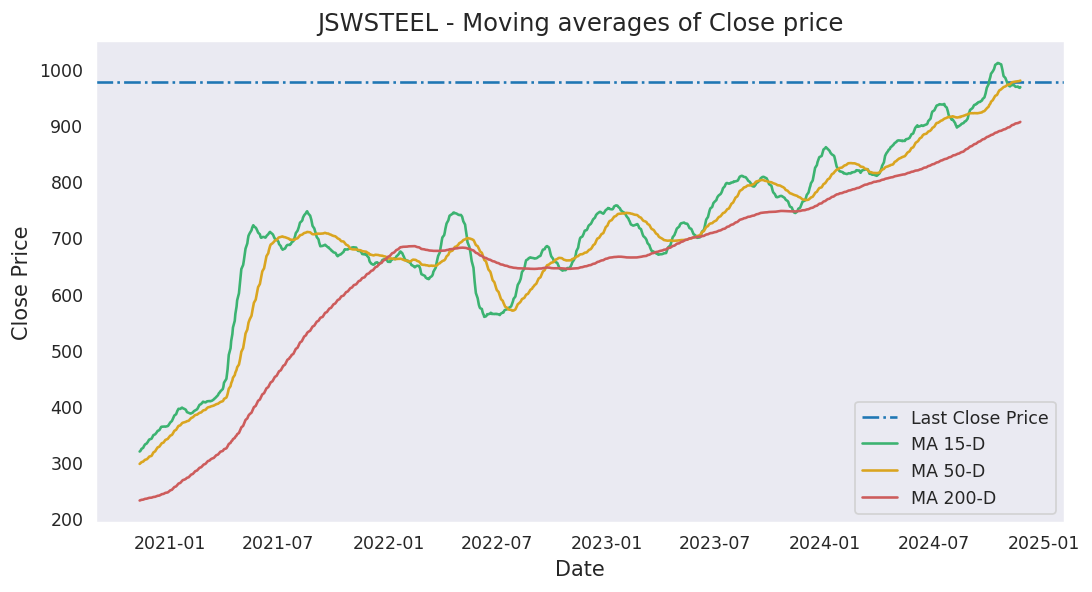 JSWSTEEL - Moving averages of Close price
Close Price
1000
900
800
700
600
500
400
300
200
Last Close Price
MA 15-D
MA 50-D
MA 200-D
2021-01 2021-07 2022-01 2022-07 2023-01 2023-07 2024-01 2024-07 2025-01
Date